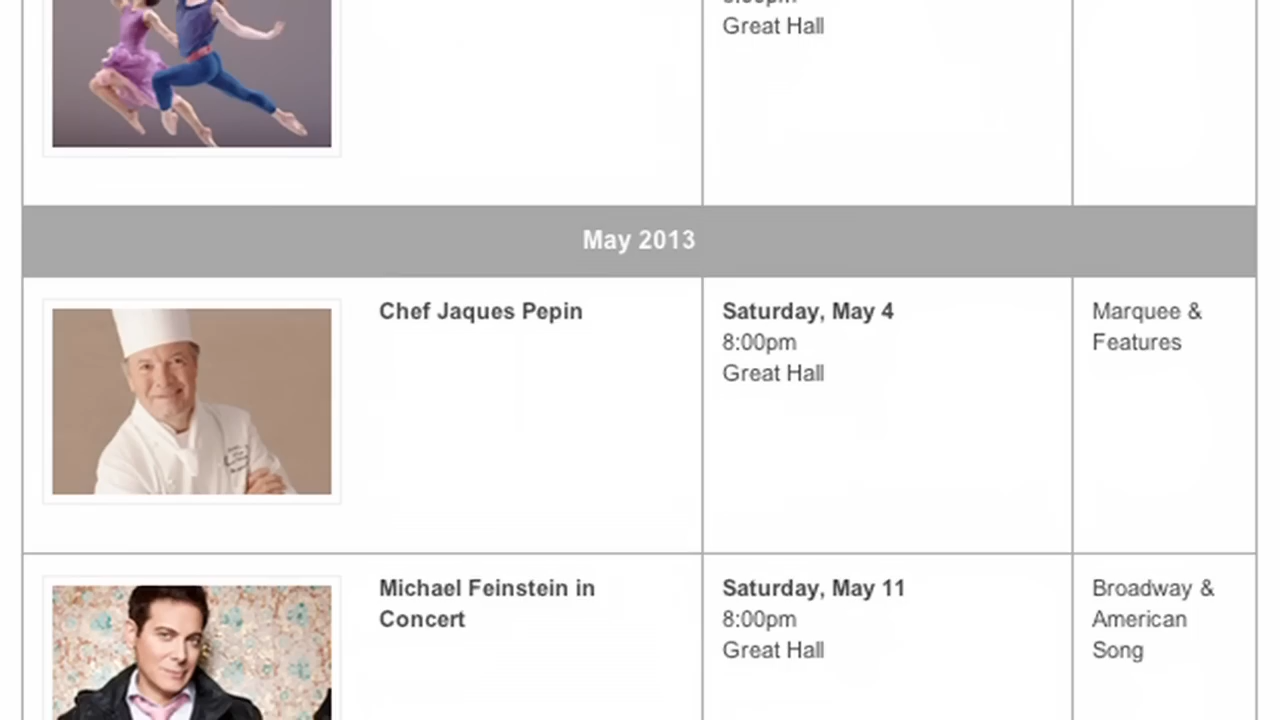 Great Hall
May 2013
Chef Jaques Pepin
Saturday, May 4
8:00pm
Great Hall
Marquee &
Features
Michael Feinstein in
Concert
Saturday, May 11
8:00pm
Great Hall
Broadway &
American
Song